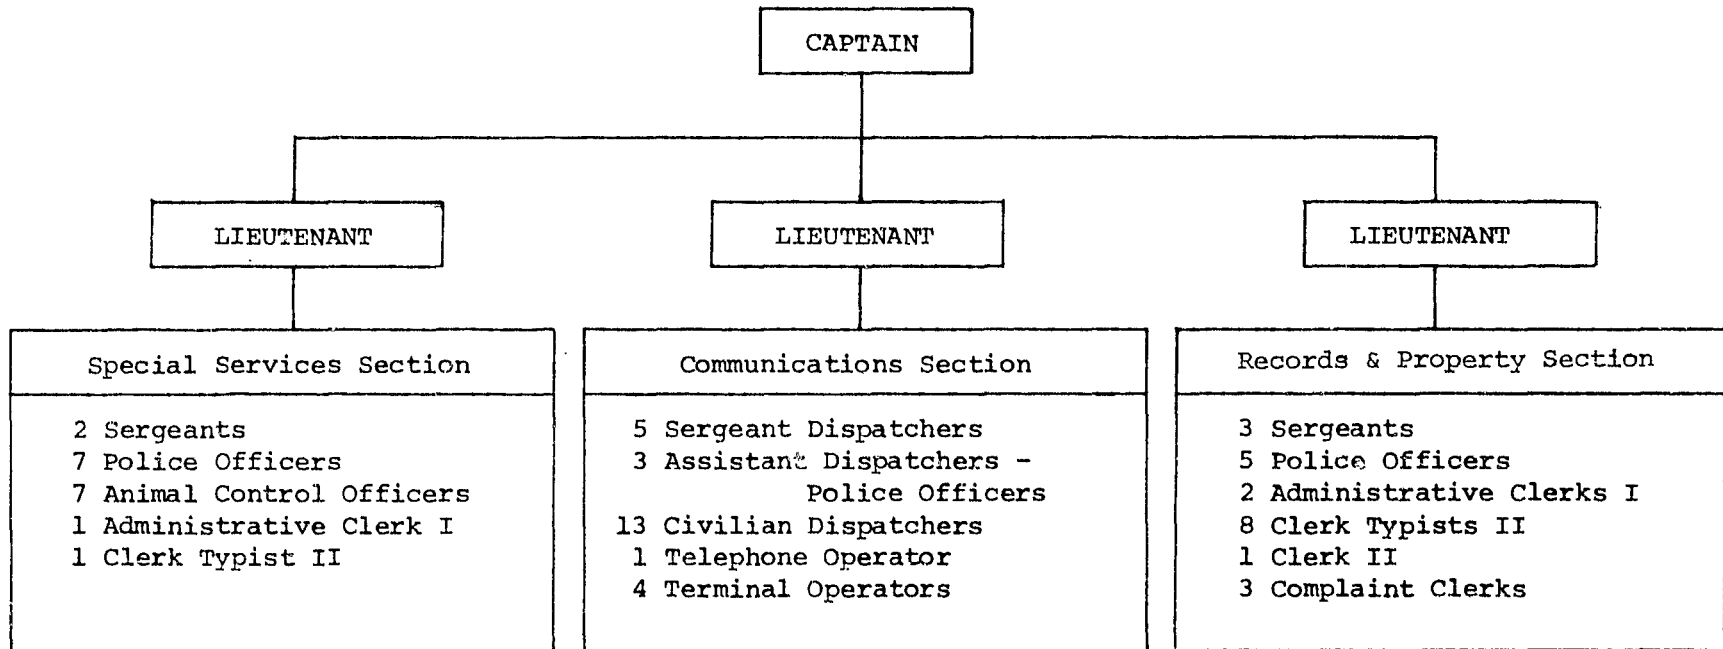 CAPTAIN
LIEUTENANT
LIEUTENANT
LIEUTENANT
Special Services Section
2 Sergeants
7 Police Officers
7 Animal Control Officers
1 Administrative Clerk I
1 Clerk Typist II
Communications Section
5 Sergeant Dispatchers
3 Assistant Dispatchers -
Police Officers
13 Civilian Dispatchers
1 Telephone Operator
4 Terminal Operators
Records & Property Section
3 Sergeants
5 Police Officers
2 Administrative Clerks I
8 Clerk Typists II
1 Clerk II
3 Complaint Clerks